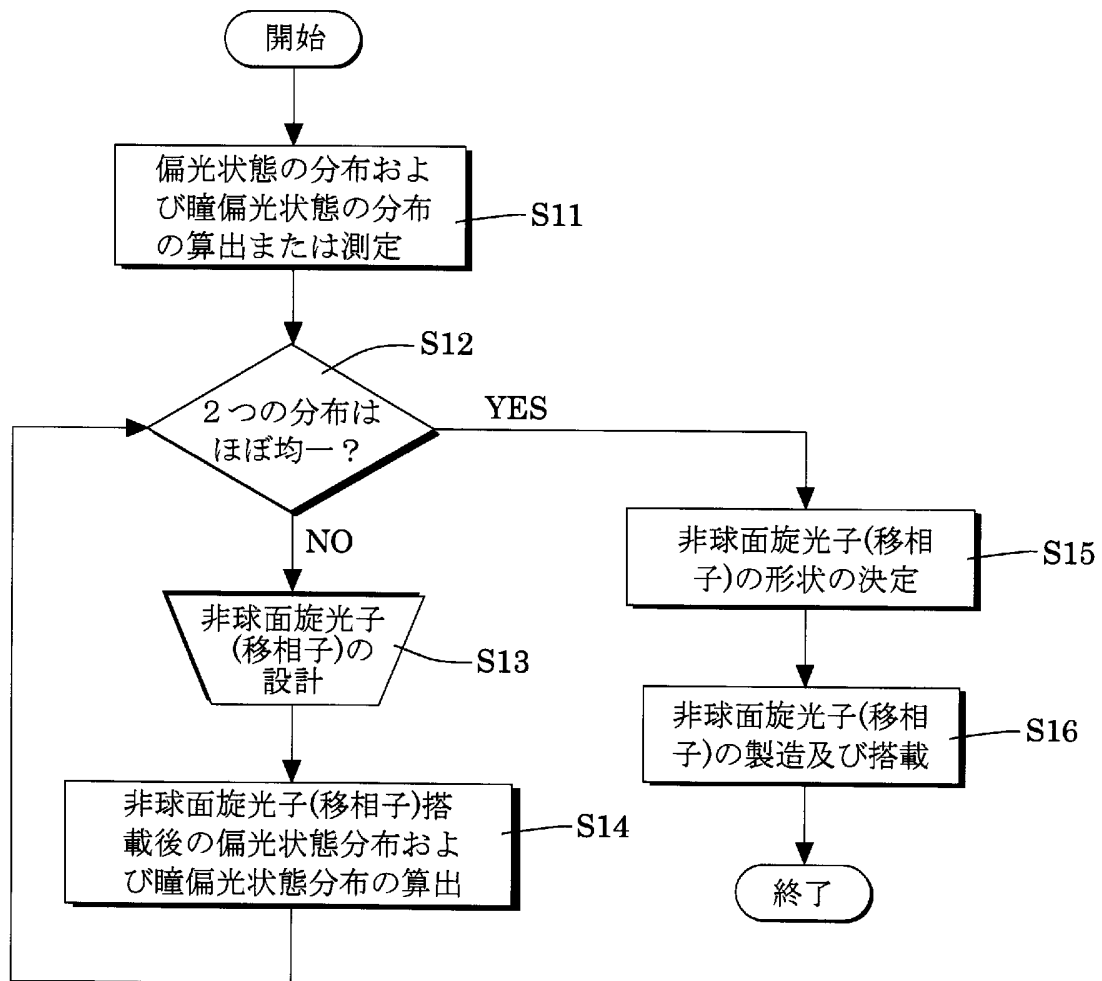 開始
偏光状態の分布およ
び瞳偏光状態の分布
の算出または測定
S11
S12
２つの分布は
ほぼ均一？
YES
NO
非球面旋光子
(移相子)の
設計
S13
非球面旋光子(移相子)搭
載後の偏光状態分布およ
び瞳偏光状態分布の算出
S14
非球面旋光子(移相
子)の形状の決定
S15
非球面旋光子(移相
子)の製造及び搭載
S16
終了